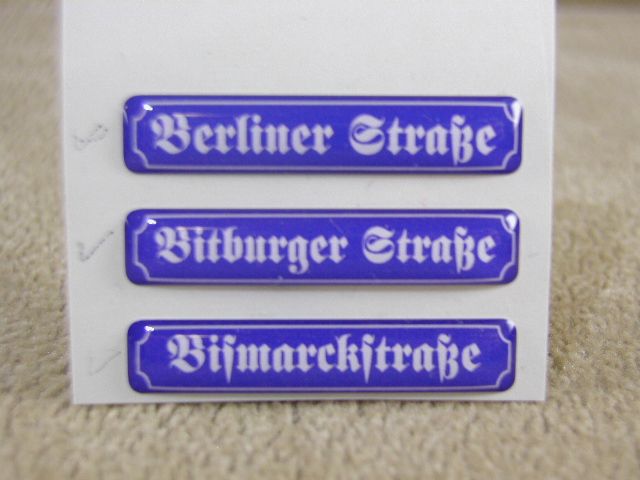 Berliner Straße
Bitburger Straße
Biſmarckſtraße